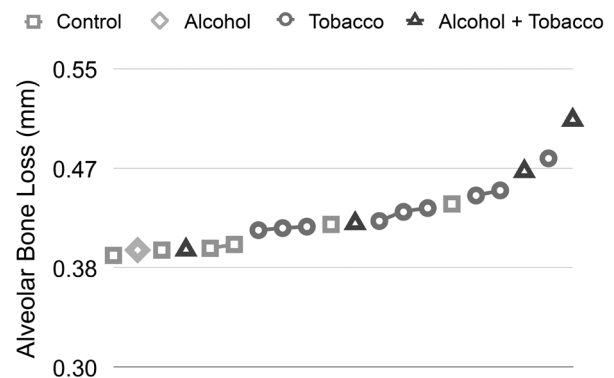 Control Alcohol Tobacco Alcohol + Tobacco
0.55
0.47
0.38
0.30
Alveolar Bone Loss (mm)